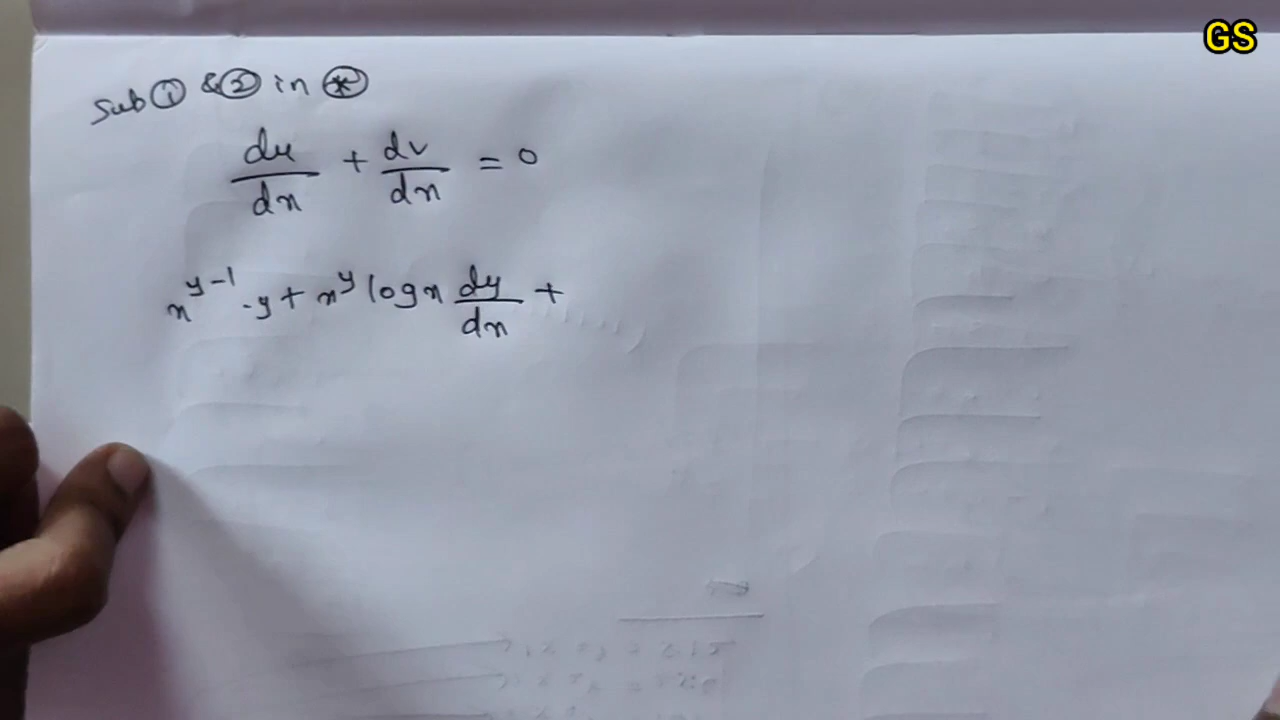 GS
Sub ① & ② in ⊛
du/dx + dv/dx = 0
x^{y-1} · y + x^y log x dy/dx +